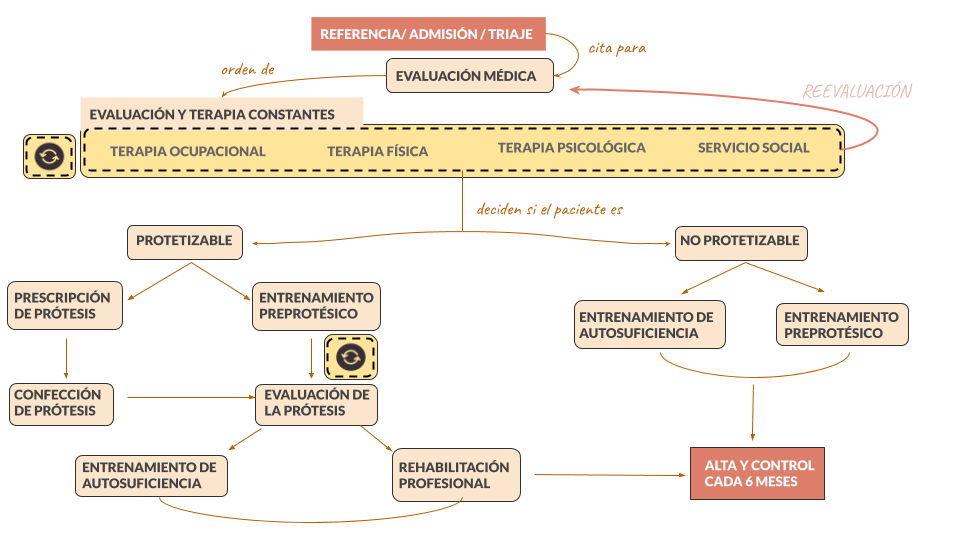 REFERENCIA/ ADMISIÓN / TRIAJE
cita para
EVALUACIÓN MÉDICA
orden de
REEVALUACIÓN
EVALUACIÓN Y TERAPIA CONSTANTES
TERAPIA OCUPACIONAL
TERAPIA FÍSICA
TERAPIA PSICOLÓGICA
SERVICIO SOCIAL
deciden si el paciente es
PROTETIZABLE
NO PROTETIZABLE
PRESCRIPCIÓN
DE PRÓTESIS
ENTRENAMIENTO
PREPROTÉSICO
ENTRENAMIENTO DE
AUTOSUFICIENCIA
ENTRENAMIENTO
PREPROTÉSICO
CONFECCIÓN
DE PRÓTESIS
EVALUACIÓN DE
LA PRÓTESIS
ENTRENAMIENTO DE
AUTOSUFICIENCIA
REHABILITACIÓN
PROFESIONAL
ALTA Y CONTROL
CADA 6 MESES